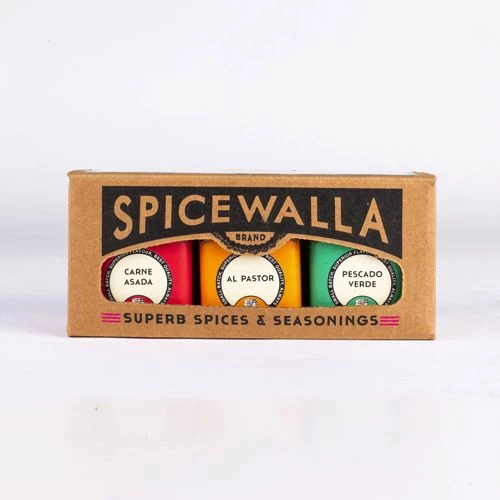 SPICEWALLA
BRAND
CARNE
ASADA
AL PASTOR
PESCADO
VERDE
SUPERB SPICES & SEASONINGS